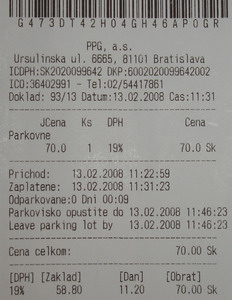 G473DT42H04GH46AP0GR
PPG, a.s.
Ursulinska ul. 6665, 81101 Bratislava
ICDPH:SK2020099642 DKP:6002020099642002
ICO:36402991 - Tel:02/54417861
Doklad: 93/13 Datum:13.02.2008 Cas:11:31
JCena Ks DPH Cena
Parkovne
70.0 1 19% 70.0 Sk
Prichod: 13.02.2008 11:22:59
Zaplatene: 13.02.2008 11:31:23
Odparkovane:0 Dni 00:09
Parkovisko opustite do 13.02.2008 11:46:23
Leave parking lot by 13.02.2008 11:46:23
Cena celkom: 70.00 Sk
[DPH] [Zaklad] [Dan] [Obrat]
19% 58.80 11.20 70.00 Sk